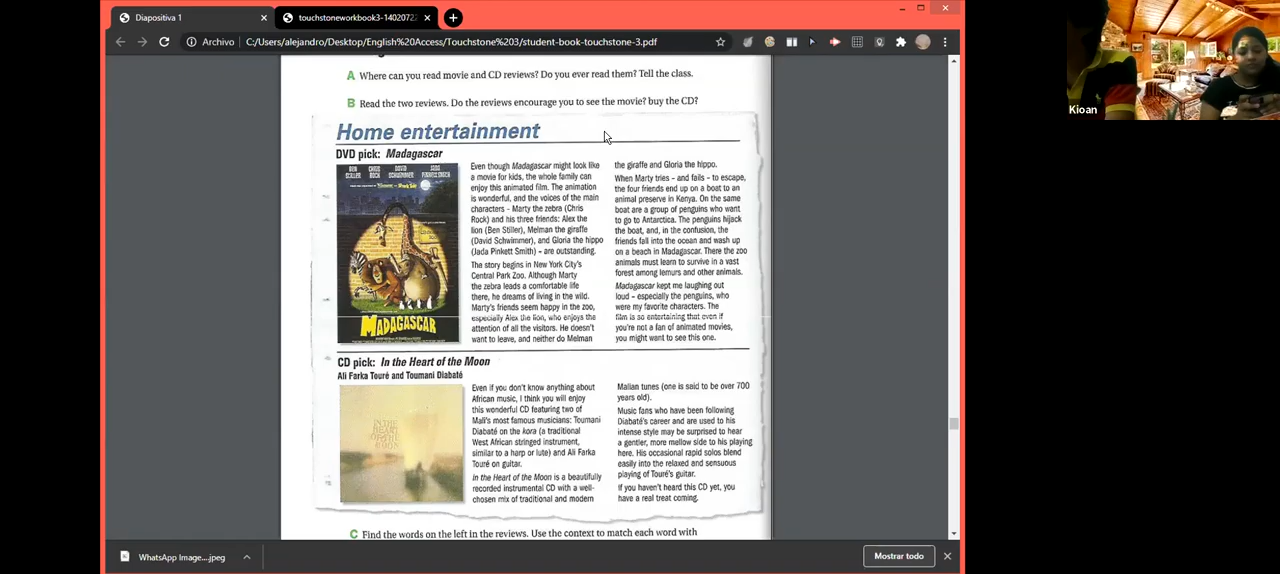 Diapositiva 1
touchstoneworkbook3-1402072
Archivo
C:/Users/alejandro/Desktop/English%20Access/Touchstone%203/student-book-touchstone-3.pdf
A Where can you read movie and CD reviews? Do you ever read them? Tell the class.
B Read the two reviews. Do the reviews encourage you to see the movie? buy the CD?
Home entertainment
DVD pick: Madagascar
BEN STILLER
CHRIS ROCK
DAVID SCHWIMMER
JADA PINKETT SMITH
MADAGASCAR
Even though Madagascar might look like
a movie for kids, the whole family can
enjoy this animated film. The animation
is wonderful, and the voices of the main
characters – Marty the zebra (Chris
Rock) and his three friends: Alex the
lion (Ben Stiller), Melman the giraffe
(David Schwimmer), and Gloria the hippo
(Jada Pinkett Smith) – are outstanding.
The story begins in New York City's
Central Park Zoo. Although Marty
the zebra leads a comfortable life
there, he dreams of living in the wild.
Marty's friends seem happy in the zoo,
especially Alex the lion, who enjoys the
attention of all the visitors. He doesn't
want to leave, and neither do Melman
the giraffe and Gloria the hippo.
When Marty tries – and fails – to escape,
the four friends end up on a boat to an
animal preserve in Kenya. On the same
boat are a group of penguins who want
to go to Antarctica. The penguins hijack
the boat, and, in the confusion, the
friends fall into the ocean and wash up
on a beach in Madagascar. There the zoo
animals must learn to survive in a vast
forest among lemurs and other animals.
Madagascar kept me laughing out
loud – especially the penguins, who
were my favorite characters. The
film is so entertaining that even if
you're not a fan of animated movies,
you might want to see this one.
CD pick: In the Heart of the Moon
Ali Farka Touré and Toumani Diabaté
IN THE
HEART
OF THE
MOON
Even if you don't know anything about
African music, I think you will enjoy
this wonderful CD featuring two of
Mali's most famous musicians: Toumani
Diabaté on the kora (a traditional
West African stringed instrument,
similar to a harp or lute) and Ali Farka
Touré on guitar.
In the Heart of the Moon is a beautifully
recorded instrumental CD with a well-
chosen mix of traditional and modern
Malian tunes (one is said to be over 700
years old).
Music fans who have been following
Diabaté's career and are used to his
intense style may be surprised to hear
a gentler, more mellow side to his playing
here. His occasional rapid solos blend
easily into the relaxed and sensuous
playing of Touré's guitar.
If you haven't heard this CD yet, you
have a real treat coming.
C Find the words on the left in the reviews. Use the context to match each word with
WhatsApp Image....jpeg
Mostrar todo
Kioan